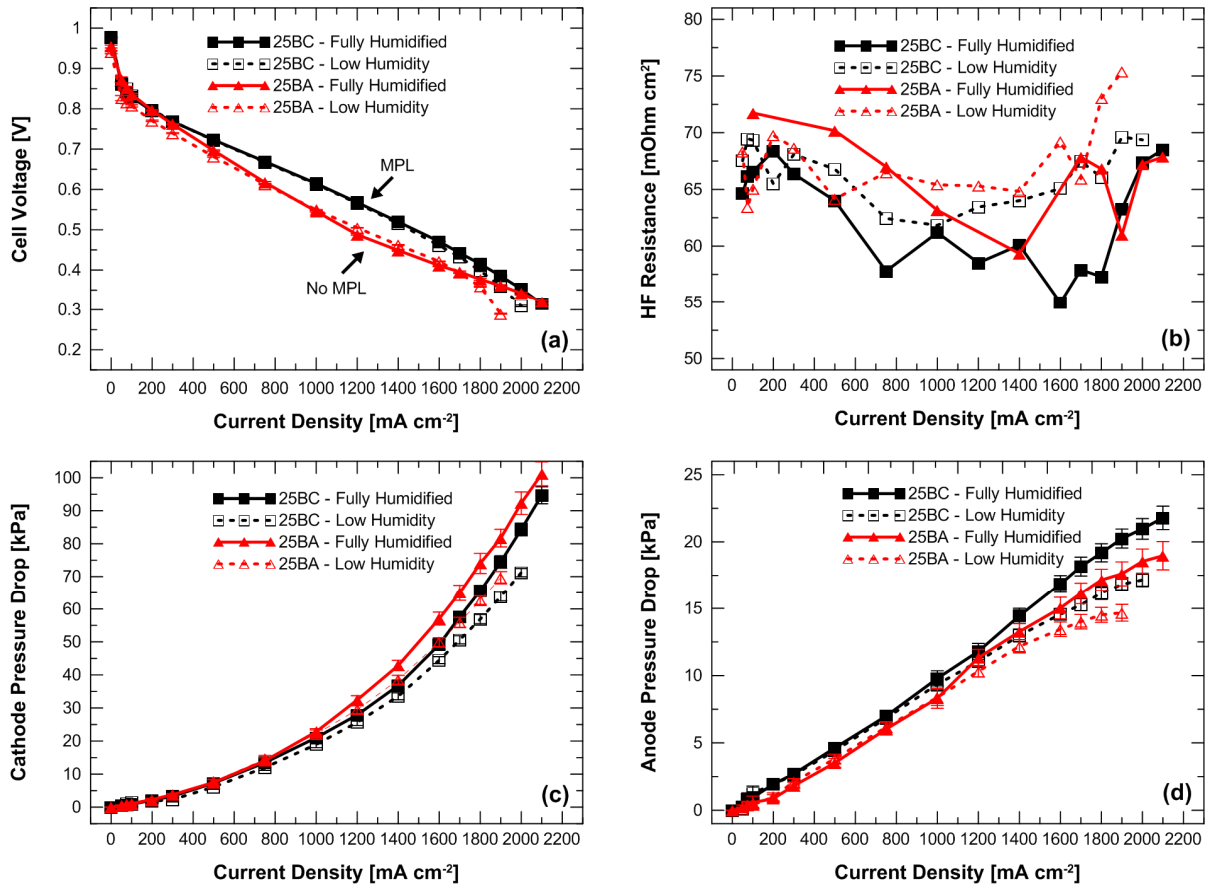 1
0.9
0.8
0.7
0.6
0.5
0.4
0.3
0.2
Cell Voltage [V]
25BC - Fully Humidified
25BC - Low Humidity
25BA - Fully Humidified
25BA - Low Humidity
MPL
No MPL
(a)
0 200 400 600 800 1000 1200 1400 1600 1800 2000 2200
Current Density [mA cm⁻²]
85
80
75
70
65
60
55
50
HF Resistance [mOhm cm²]
25BC - Fully Humidified
25BC - Low Humidity
25BA - Fully Humidified
25BA - Low Humidity
(b)
0 200 400 600 800 1000 1200 1400 1600 1800 2000 2200
Current Density [mA cm⁻²]
100
90
80
70
60
50
40
30
20
10
0
Cathode Pressure Drop [kPa]
25BC - Fully Humidified
25BC - Low Humidity
25BA - Fully Humidified
25BA - Low Humidity
(c)
0 200 400 600 800 1000 1200 1400 1600 1800 2000 2200
Current Density [mA cm⁻²]
25
20
15
10
5
0
Anode Pressure Drop [kPa]
25BC - Fully Humidified
25BC - Low Humidity
25BA - Fully Humidified
25BA - Low Humidity
(d)
0 200 400 600 800 1000 1200 1400 1600 1800 2000 2200
Current Density [mA cm⁻²]